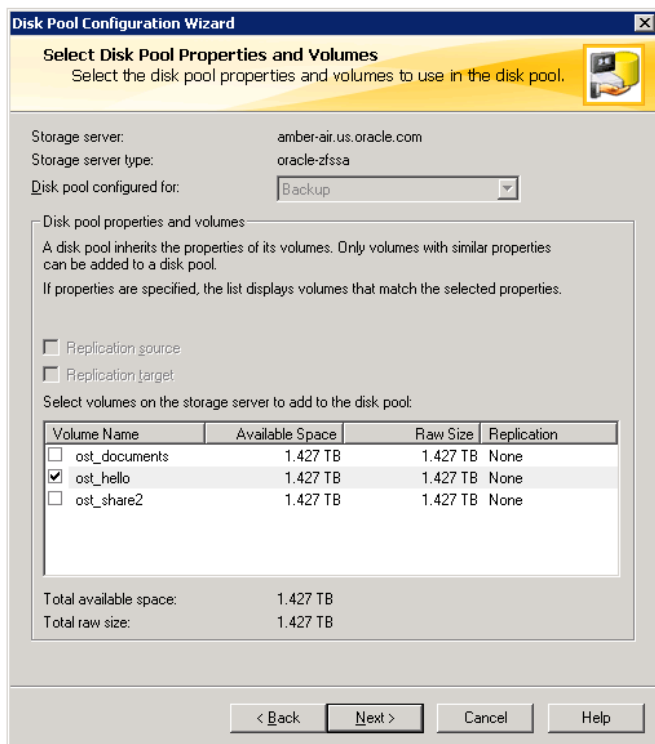 Disk Pool Configuration Wizard
Select Disk Pool Properties and Volumes
Select the disk pool properties and volumes to use in the disk pool.
Storage server: amber-air.us.oracle.com
Storage server type: oracle-zfssa
Disk pool configured for: Backup
Disk pool properties and volumes
A disk pool inherits the properties of its volumes. Only volumes with similar properties
can be added to a disk pool.
If properties are specified, the list displays volumes that match the selected properties.
Replication source
Replication target
Select volumes on the storage server to add to the disk pool:
Volume Name Available Space Raw Size Replication
ost_documents 1.427 TB 1.427 TB None
ost_hello 1.427 TB 1.427 TB None
ost_share2 1.427 TB 1.427 TB None
Total available space: 1.427 TB
Total raw size: 1.427 TB
< Back Next > Cancel Help